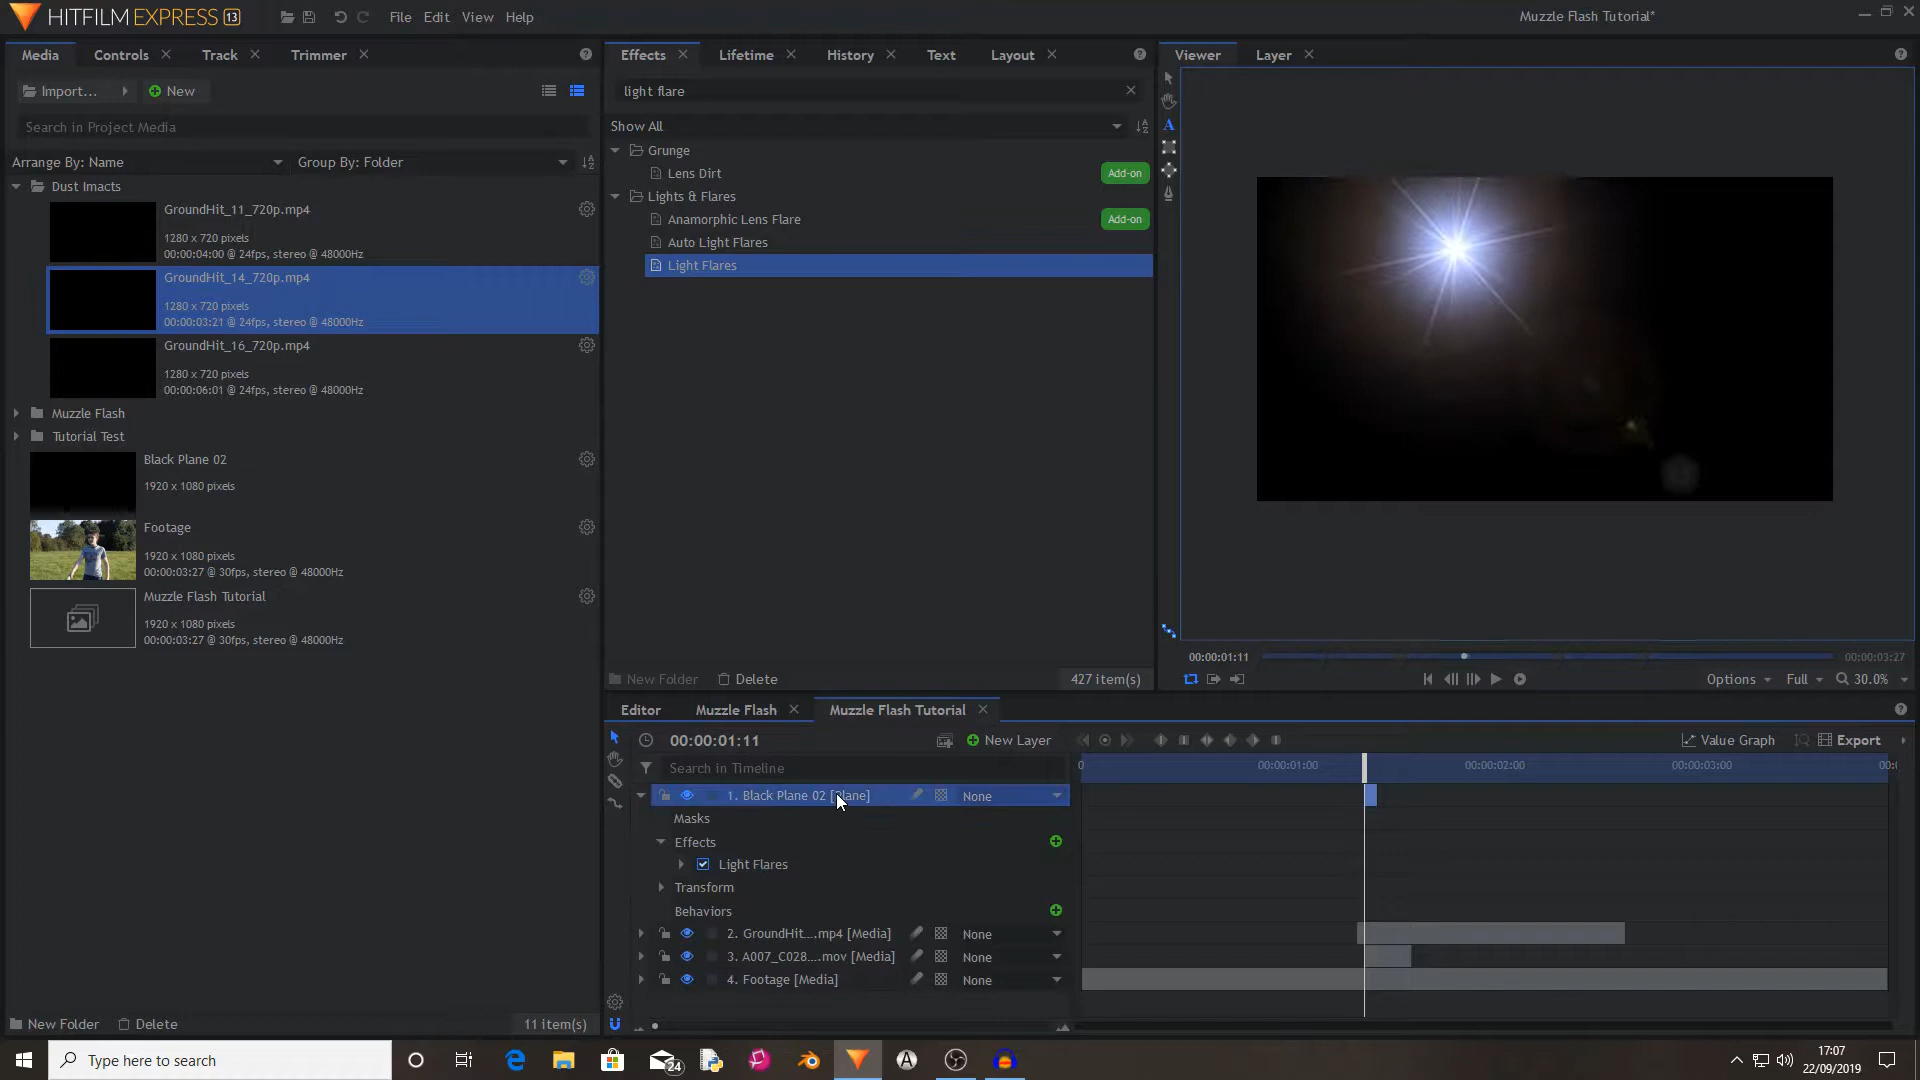 HITFILM EXPRESS 13
File Edit View Help
Muzzle Flash Tutorial*
Media Controls Track Trimmer
Import... New
Search in Project Media
Arrange By: Name
Group By: Folder
Dust Imacts
GroundHit_11_720p.mp4
1280 x 720 pixels
00:00:04:00 @ 24fps, stereo @ 48000Hz
GroundHit_14_720p.mp4
1280 x 720 pixels
00:00:03:21 @ 24fps, stereo @ 48000Hz
GroundHit_16_720p.mp4
1280 x 720 pixels
00:00:06:01 @ 24fps, stereo @ 48000Hz
Muzzle Flash
Tutorial Test
Black Plane 02
1920 x 1080 pixels
Footage
1920 x 1080 pixels
00:00:03:27 @ 30fps, stereo @ 48000Hz
Muzzle Flash Tutorial
1920 x 1080 pixels
00:00:03:27 @ 30fps, stereo @ 48000Hz
New Folder Delete 11 item(s)
Effects Lifetime History Text Layout
light flare
Show All
Grunge
Lens Dirt Add-on
Lights & Flares
Anamorphic Lens Flare Add-on
Auto Light Flares
Light Flares
New Folder Delete 427 item(s)
Viewer Layer
A
00:00:01:11 00:00:03:27
Options Full 30.0%
Editor Muzzle Flash Muzzle Flash Tutorial
00:00:01:11 New Layer Value Graph Export
Search in Timeline
0 00:00:01:00 00:00:02:00 00:00:03:00 00:0
1. Black Plane 02 [Plane] None
Masks
Effects
Light Flares
Transform
Behaviors
2. GroundHit....mp4 [Media] None
3. A007_C028....mov [Media] None
4. Footage [Media] None
Type here to search
24
17:07
22/09/2019